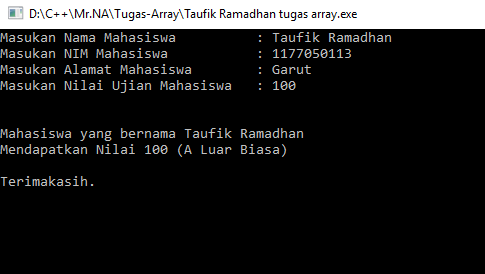 D:\C++\Mr.NA\Tugas-Array\Taufik Ramadhan tugas array.exe
Masukan Nama Mahasiswa : Taufik Ramadhan
Masukan NIM Mahasiswa : 1177050113
Masukan Alamat Mahasiswa : Garut
Masukan Nilai Ujian Mahasiswa : 100
Mahasiswa yang bernama Taufik Ramadhan
Mendapatkan Nilai 100 (A Luar Biasa)
Terimakasih.